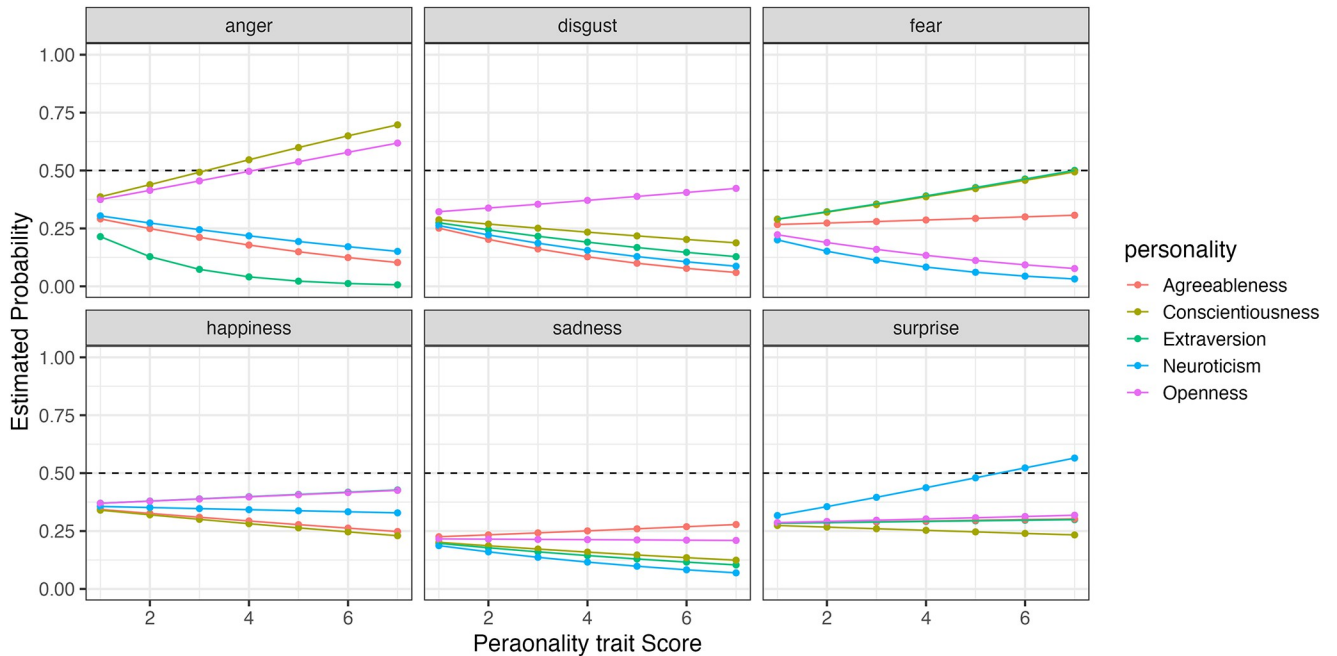 anger disgust fear
1.00
0.75
0.50
0.25
0.00
happiness sadness surprise
1.00
0.75
0.50
0.25
0.00
2 4 6 2 4 6 2 4 6
Estimated Probability
Peraonality trait Score
personality
Agreeableness
Conscientiousness
Extraversion
Neuroticism
Openness